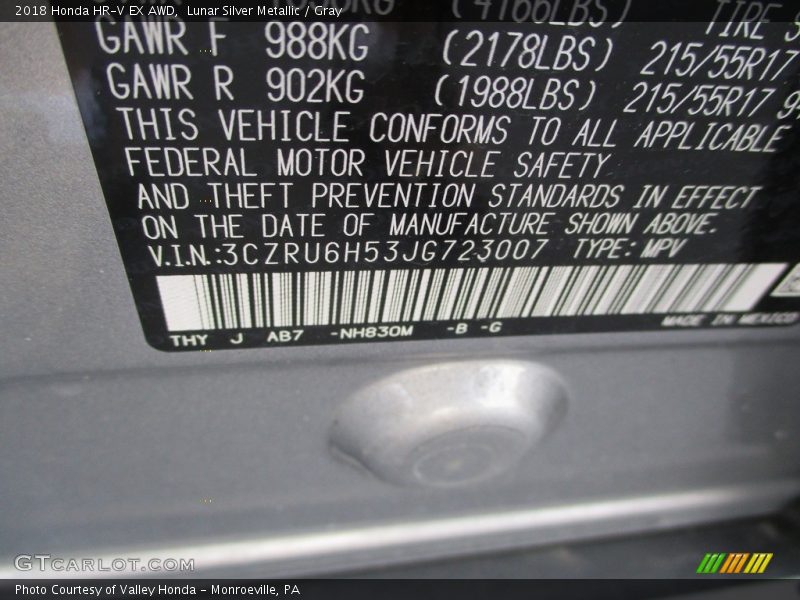 2018 Honda HR-V EX AWD, Lunar Silver Metallic / Gray
(4166LBS) TIRE
GAWR F 988KG (2178LBS) 215/55R17
GAWR R 902KG (1988LBS) 215/55R17
THIS VEHICLE CONFORMS TO ALL APPLICABLE
FEDERAL MOTOR VEHICLE SAFETY
AND THEFT PREVENTION STANDARDS IN EFFECT
ON THE DATE OF MANUFACTURE SHOWN ABOVE.
V.I.N.:3CZRU6H53JG723007 TYPE: MPV
THY J AB7 -NH830M -B -G MADE IN MEXICO
GTCARLOT.COM
Photo Courtesy of Valley Honda - Monroeville, PA